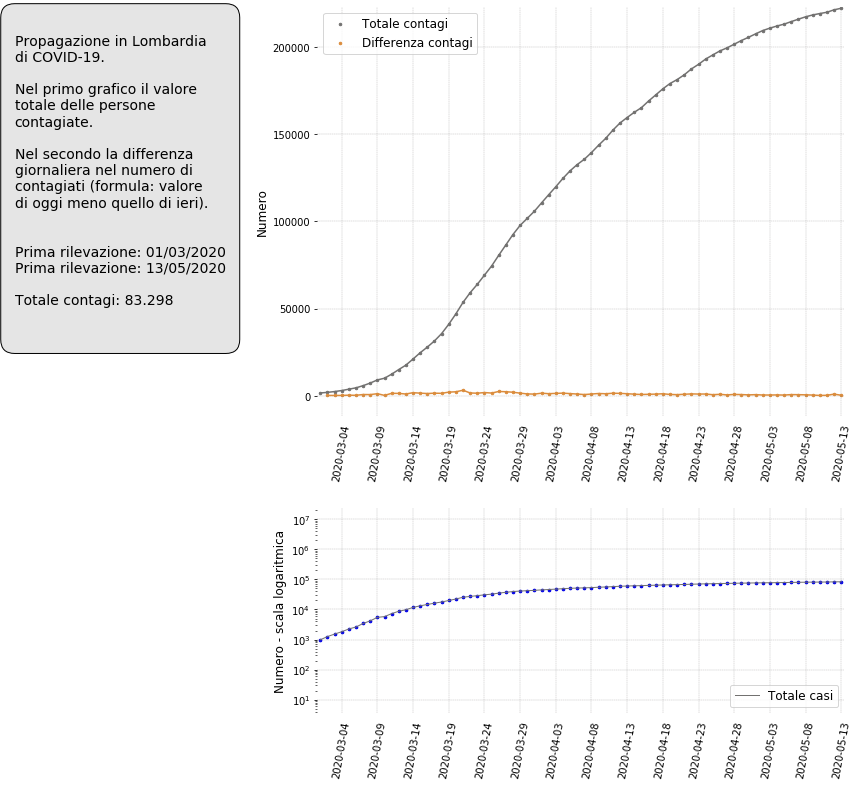 Propagazione in Lombardia
di COVID-19.
Nel primo grafico il valore
totale delle persone
contagiate.
Nel secondo la differenza
giornaliera nel numero di
contagiati (formula: valore
di oggi meno quello di ieri).
Prima rilevazione: 01/03/2020
Prima rilevazione: 13/05/2020
Totale contagi: 83.298
Totale contagi
Differenza contagi
Numero
200000
150000
100000
50000
0
2020-03-04
2020-03-09
2020-03-14
2020-03-19
2020-03-24
2020-03-29
2020-04-03
2020-04-08
2020-04-13
2020-04-18
2020-04-23
2020-04-28
2020-05-03
2020-05-08
2020-05-13
Numero - scala logaritmica
10⁷
10⁶
10⁵
10⁴
10³
10²
10¹
Totale casi
2020-03-04
2020-03-09
2020-03-14
2020-03-19
2020-03-24
2020-03-29
2020-04-03
2020-04-08
2020-04-13
2020-04-18
2020-04-23
2020-04-28
2020-05-03
2020-05-08
2020-05-13